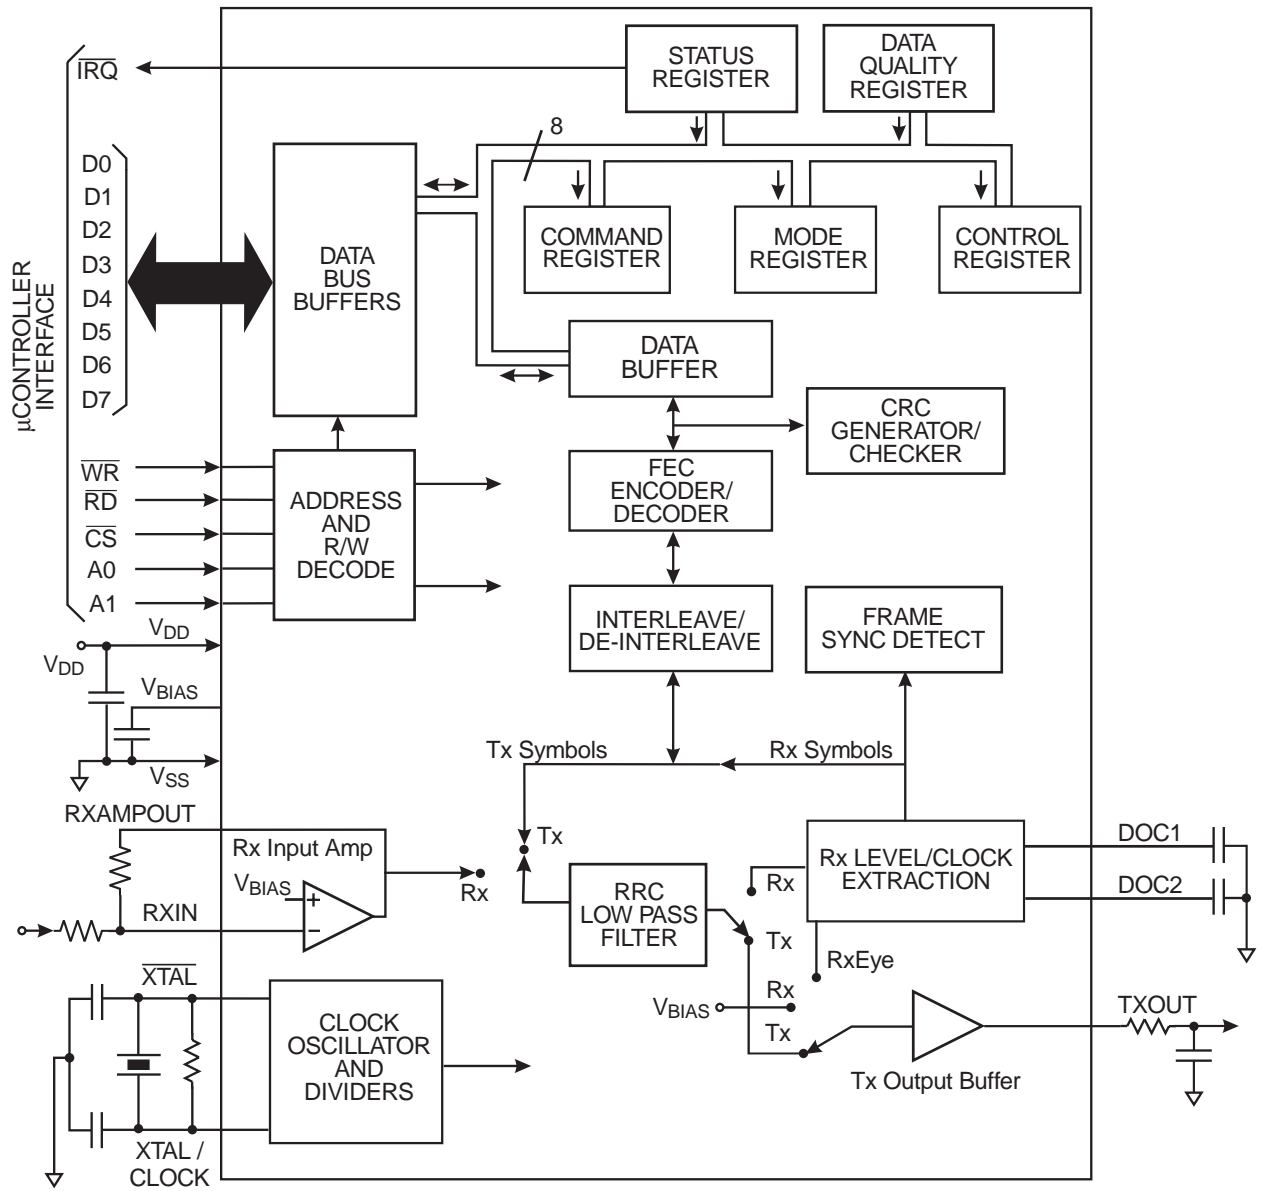 IRQ
STATUS
REGISTER
DATA
QUALITY
REGISTER
8
D0
D1
D2
D3
D4
D5
D6
D7
µCONTROLLER
INTERFACE
DATA
BUS
BUFFERS
COMMAND
REGISTER
MODE
REGISTER
CONTROL
REGISTER
DATA
BUFFER
CRC
GENERATOR/
CHECKER
WR
RD
CS
A0
A1
ADDRESS
AND
R/W
DECODE
FEC
ENCODER/
DECODER
INTERLEAVE/
DE-INTERLEAVE
FRAME
SYNC DETECT
VDD
VDD
VBIAS
VSS
Tx Symbols
Rx Symbols
RXAMPOUT
Rx Input Amp
VBIAS
+
−
RXIN
Rx
Tx
RRC
LOW PASS
FILTER
Rx
Tx
Rx LEVEL/CLOCK
EXTRACTION
DOC1
DOC2
RxEye
VBIAS
Rx
Tx
Tx Output Buffer
TXOUT
XTAL
CLOCK
OSCILLATOR
AND
DIVIDERS
XTAL /
CLOCK